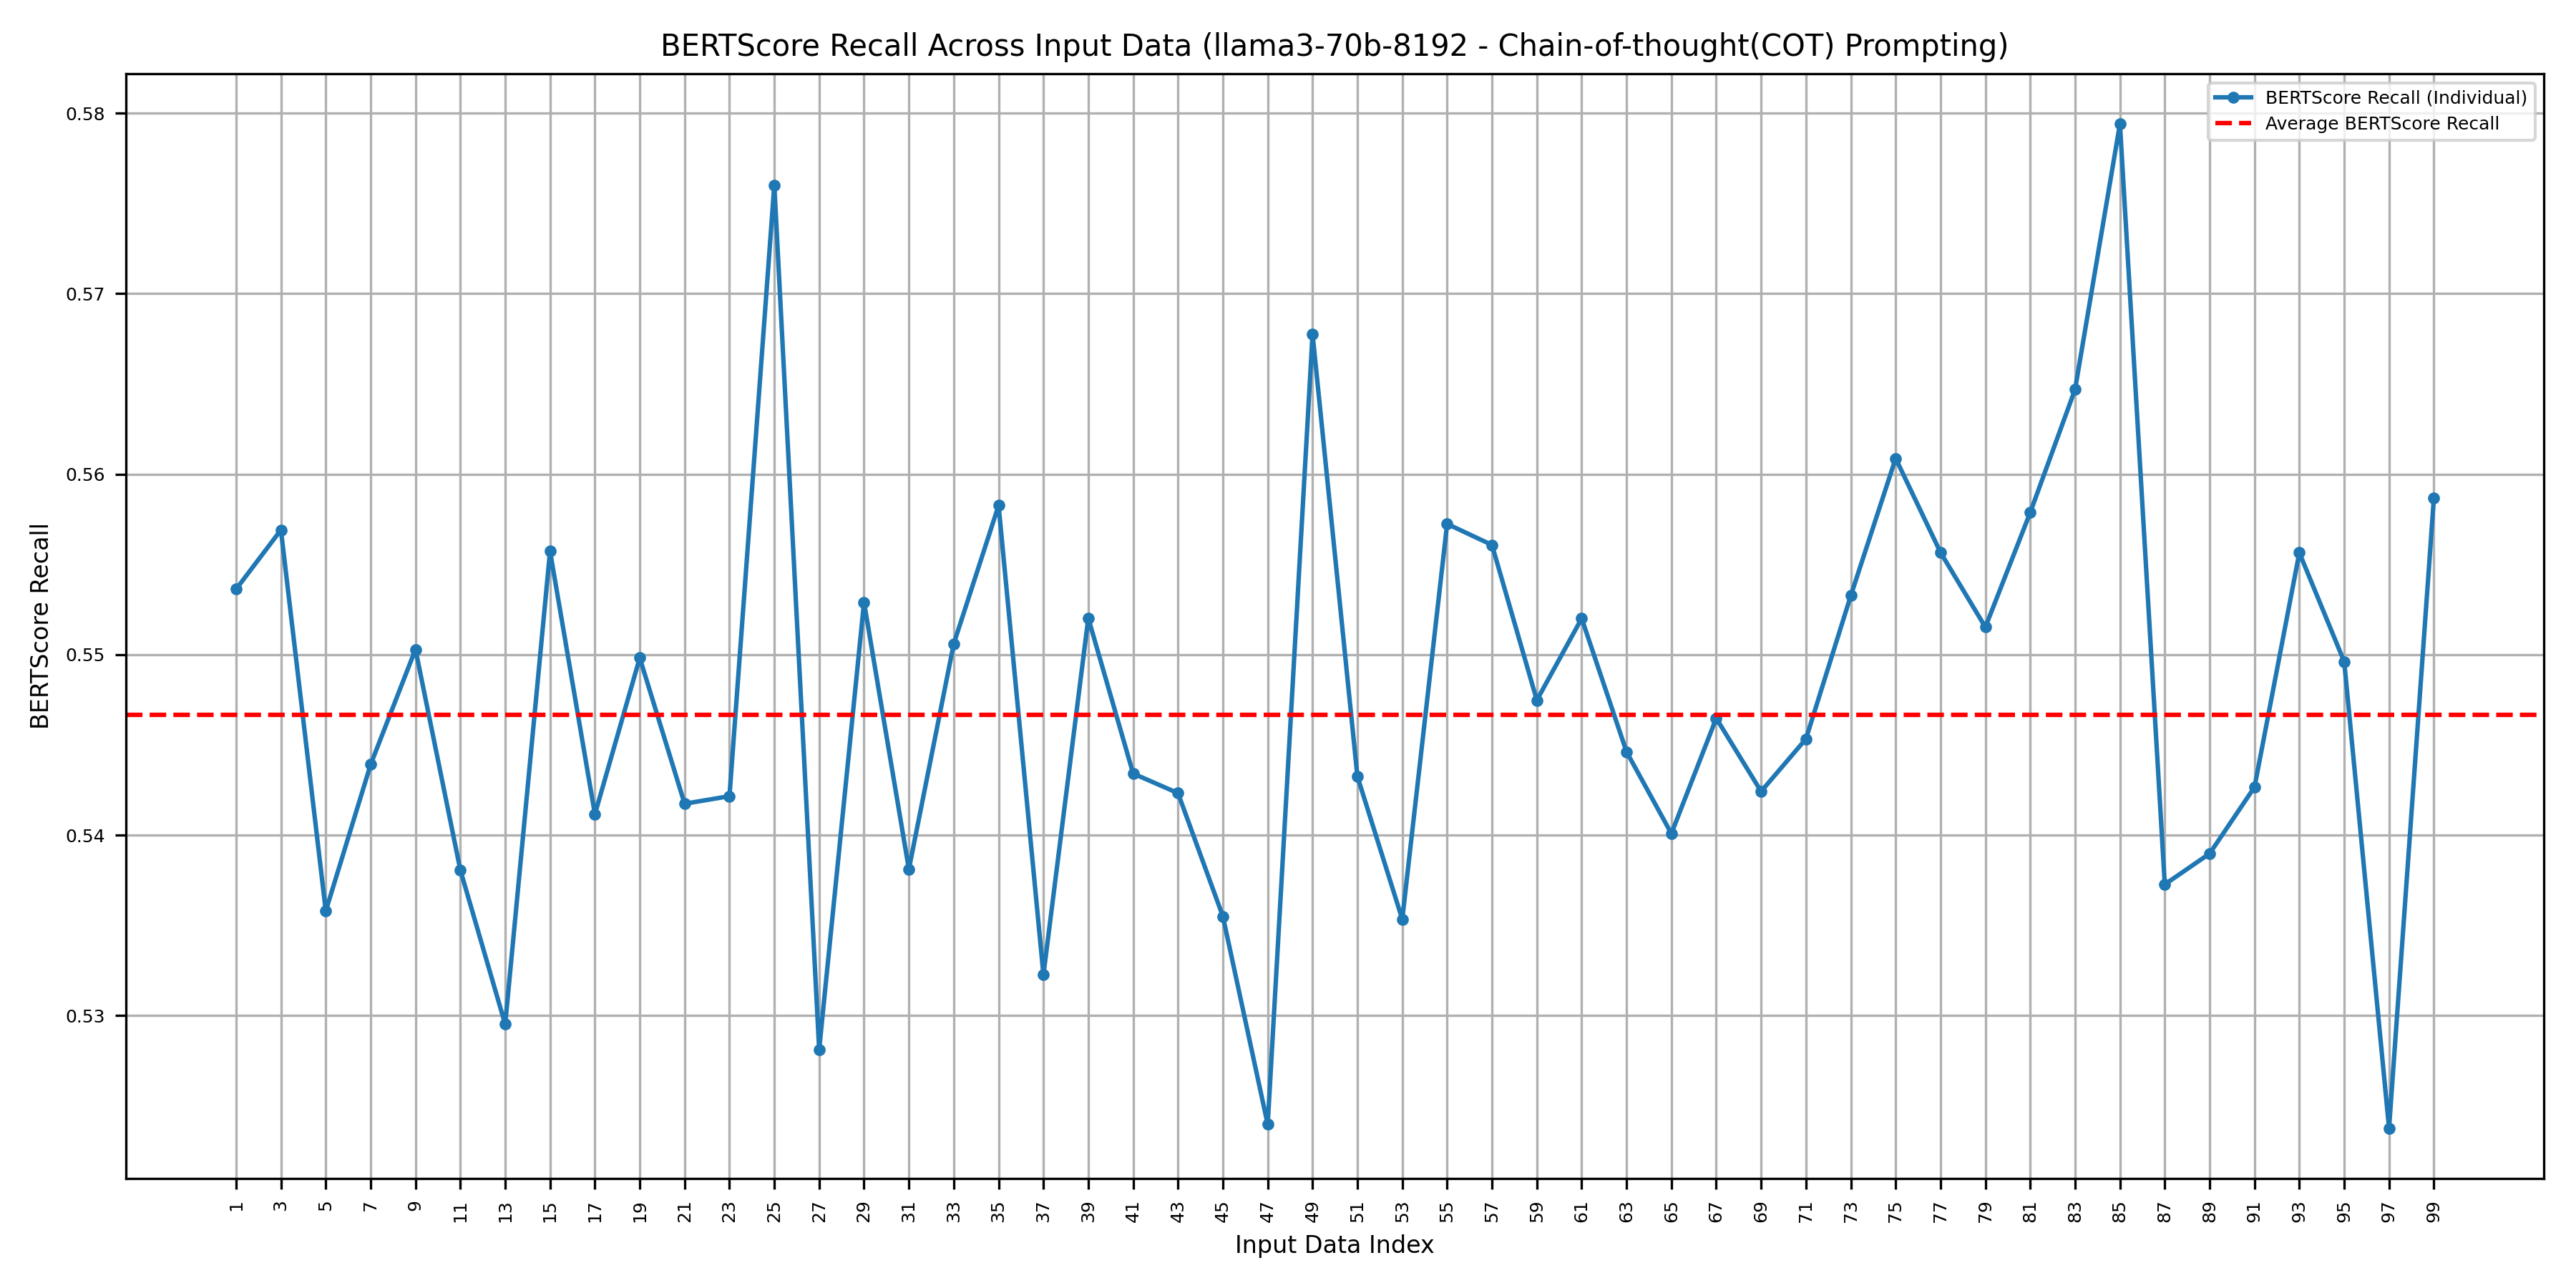 BERTScore Recall Across Input Data (llama3-70b-8192 - Chain-of-thought(COT) Prompting)
BERTScore Recall (Individual)
Average BERTScore Recall
0.58
0.57
0.56
0.55
0.54
0.53
BERTScore Recall
1 3 5 7 9 11 13 15 17 19 21 23 25 27 29 31 33 35 37 39 41 43 45 47 49 51 53 55 57 59 61 63 65 67 69 71 73 75 77 79 81 83 85 87 89 91 93 95 97 99
Input Data Index